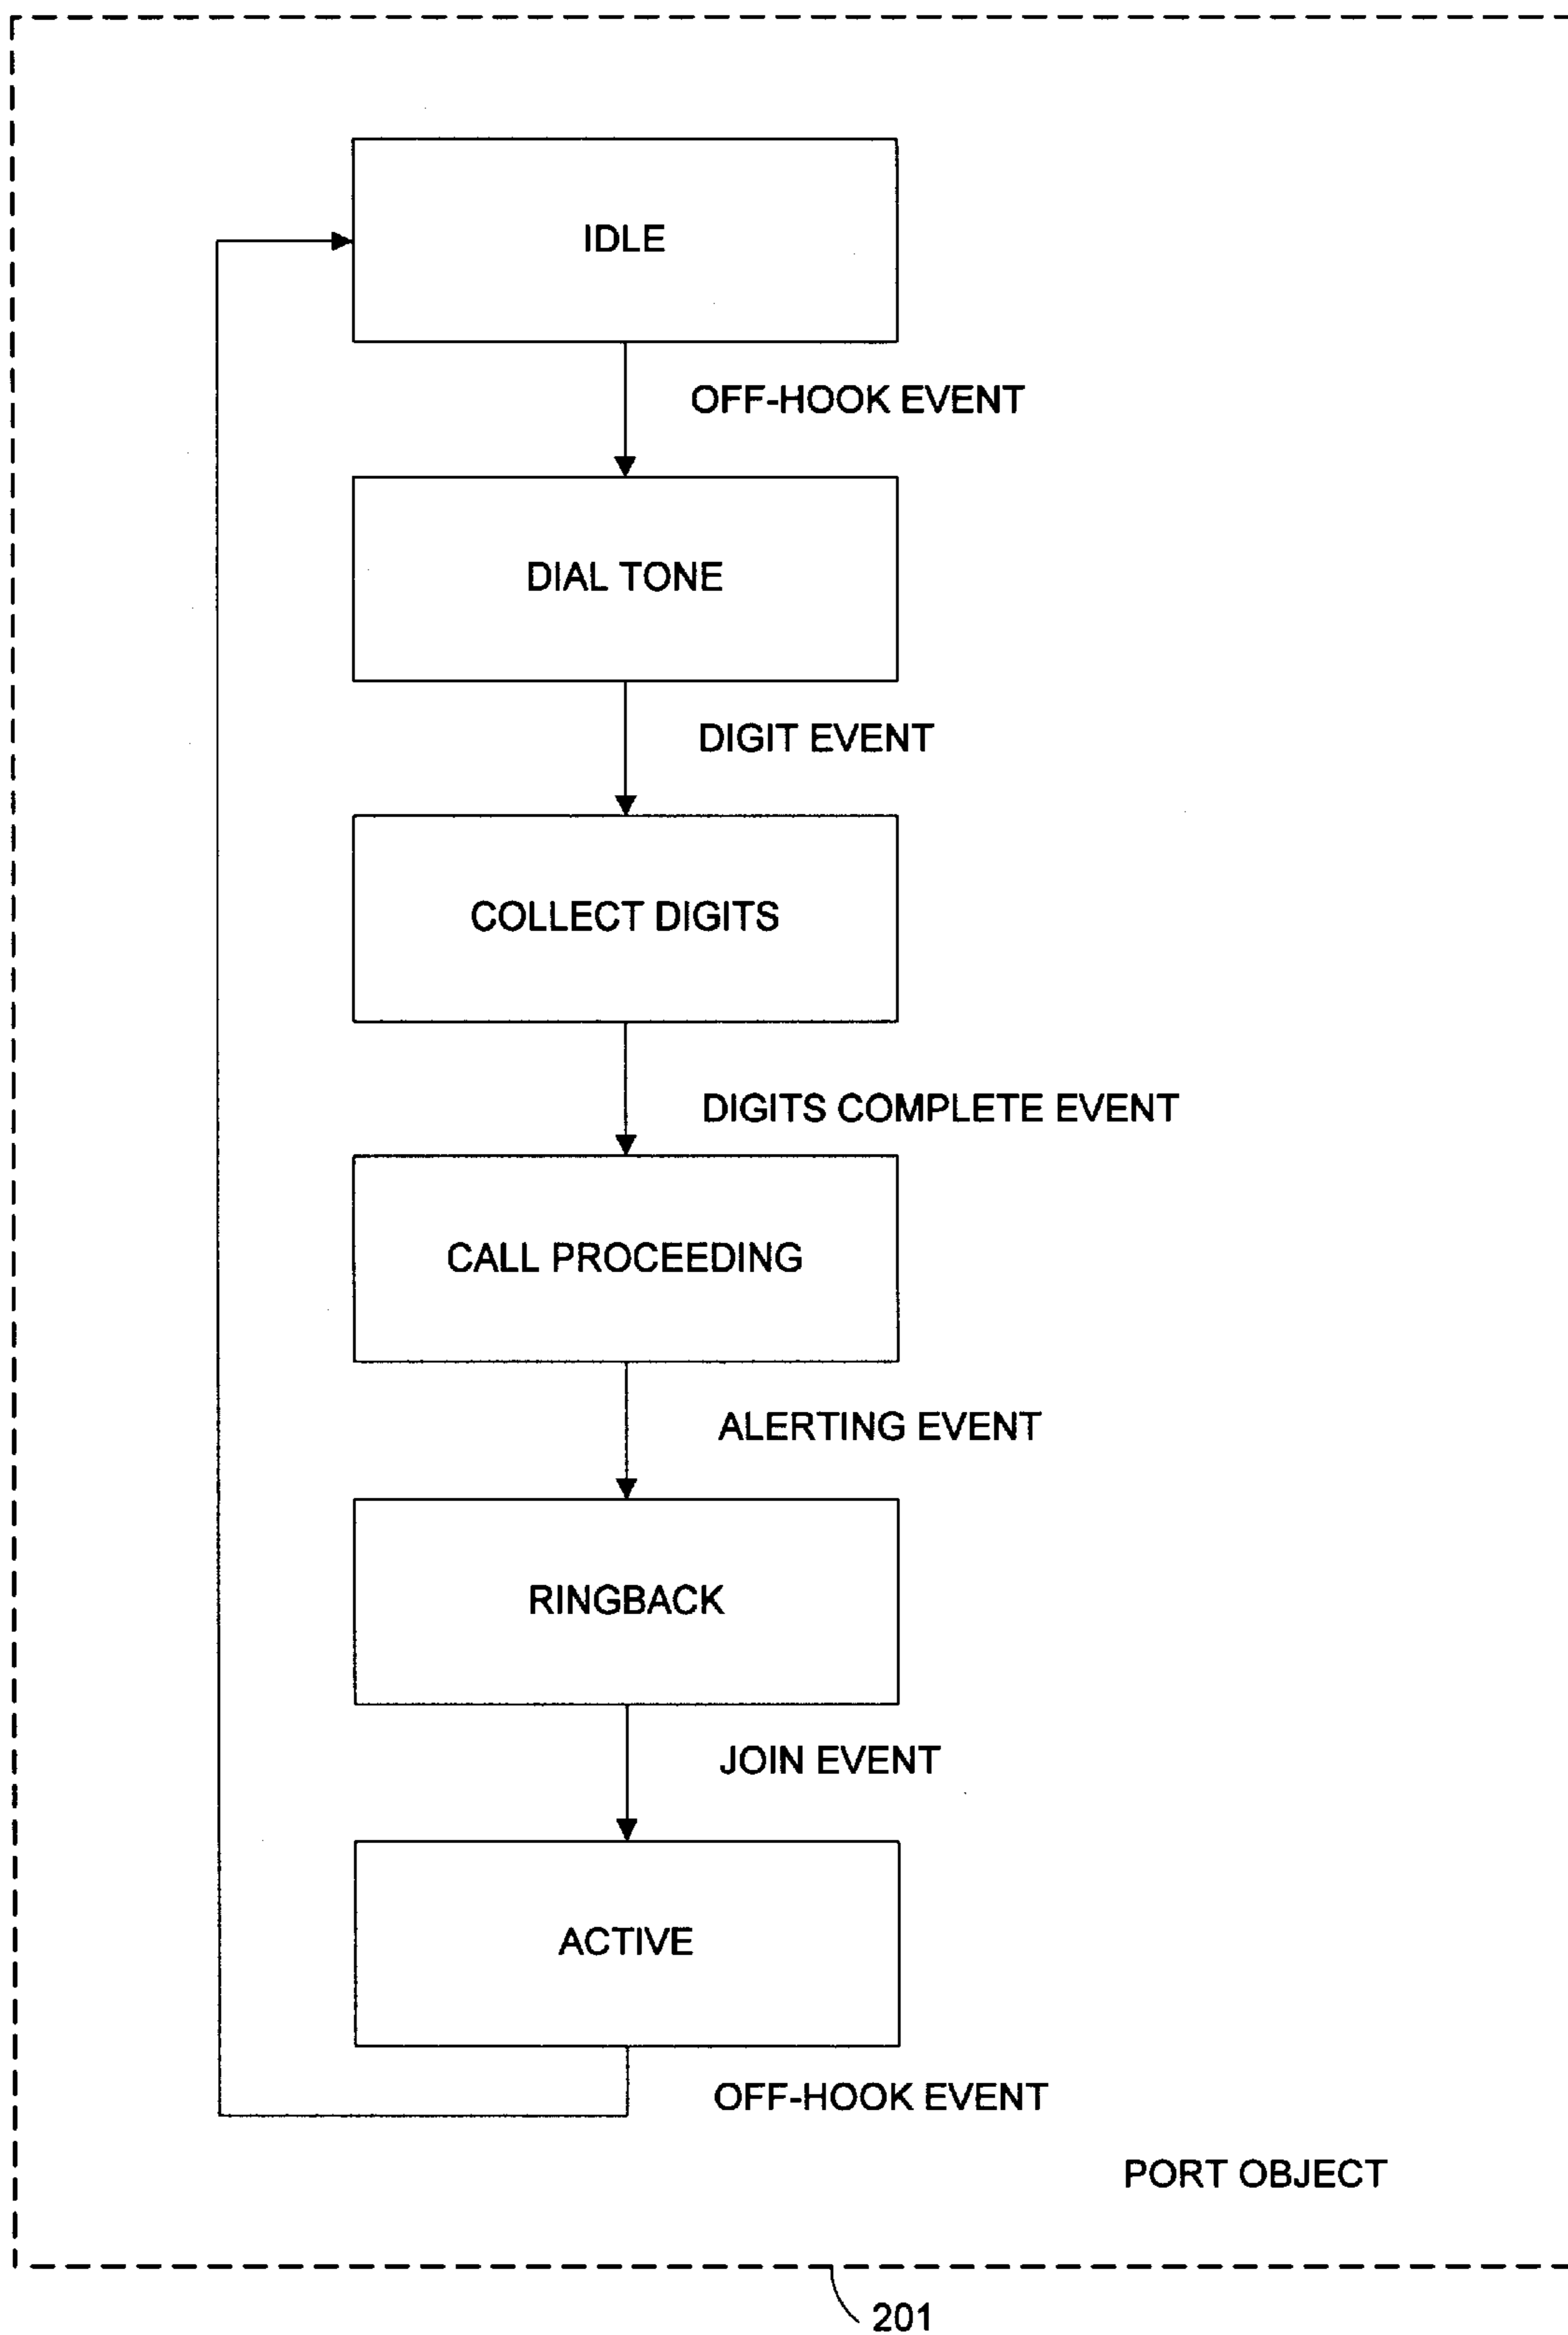 IDLE
OFF-HOOK EVENT
DIAL TONE
DIGIT EVENT
COLLECT DIGITS
DIGITS COMPLETE EVENT
CALL PROCEEDING
ALERTING EVENT
RINGBACK
JOIN EVENT
ACTIVE
OFF-HOOK EVENT
PORT OBJECT
201